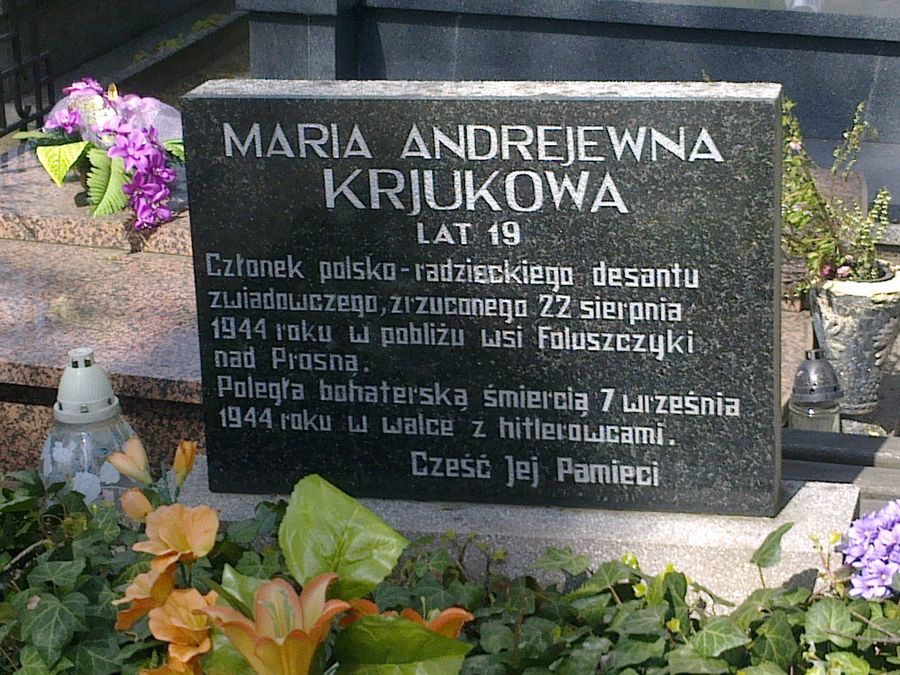 MARIA ANDREJEWNA
KRJUKOWA
LAT 19
Członek polsko-radzieckiego desantu
zwiadowczego, zrzuconego 22 sierpnia
1944 roku w pobliżu wsi Foluszczyki
nad Prosną.
Poległa bohaterską śmiercią 7 września
1944 roku w walce z hitlerowcami.
Cześć Jej Pamieci